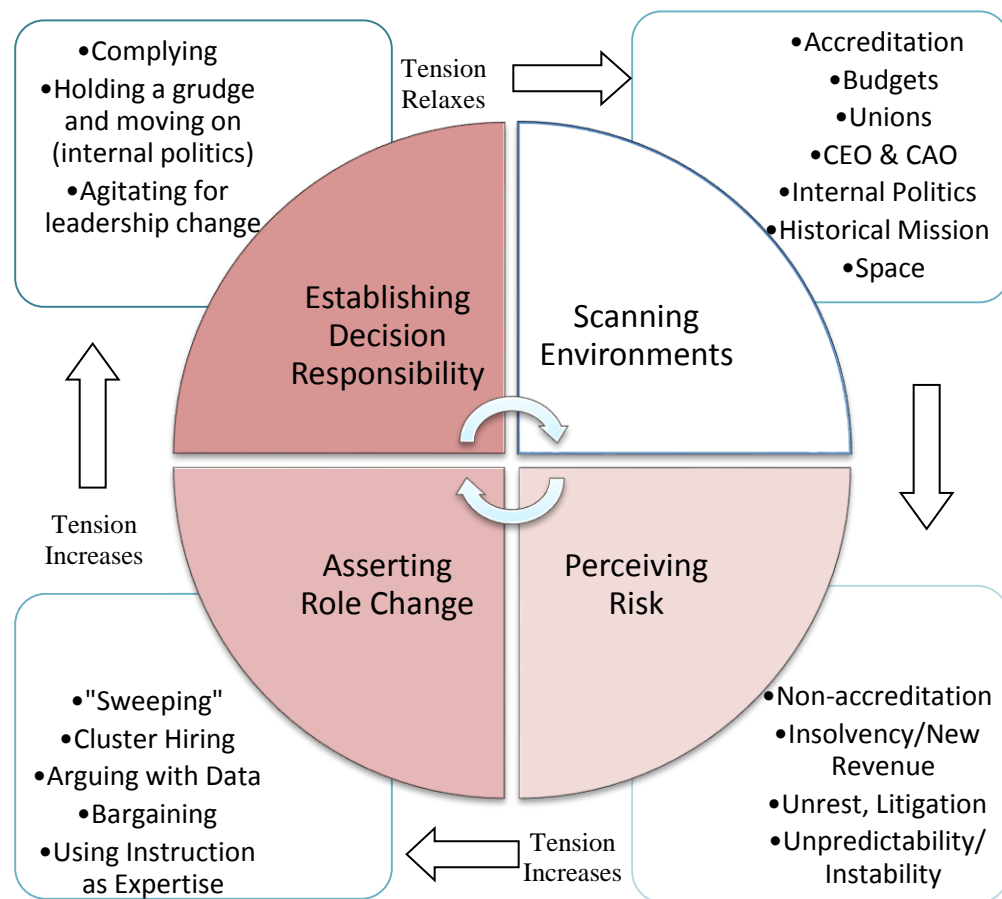 •Complying
•Holding a grudge
and moving on
(internal politics)
•Agitating for
leadership change
Tension
Relaxes
•Accreditation
•Budgets
•Unions
•CEO & CAO
•Internal Politics
•Historical Mission
•Space
Establishing
Decision
Responsibility
Scanning
Environments
Tension
Increases
Asserting
Role Change
Perceiving
Risk
•"Sweeping"
•Cluster Hiring
•Arguing with Data
•Bargaining
•Using Instruction
as Expertise
Tension
Increases
•Non-accreditation
•Insolvency/New
Revenue
•Unrest, Litigation
•Unpredictability/
Instability